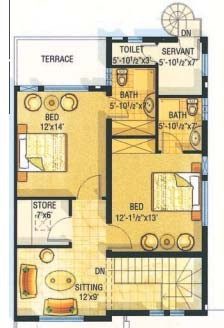 DN
TOILET
5'-10½"x3'
SERVANT
5'-10½"x7'
TERRACE
BATH
5'-10½"x7'
BATH
5'-10½"x7'
BED
12'x14'
BED
12'-1½"x13'
STORE
7'x6'
DN
SITTING
12'x9'